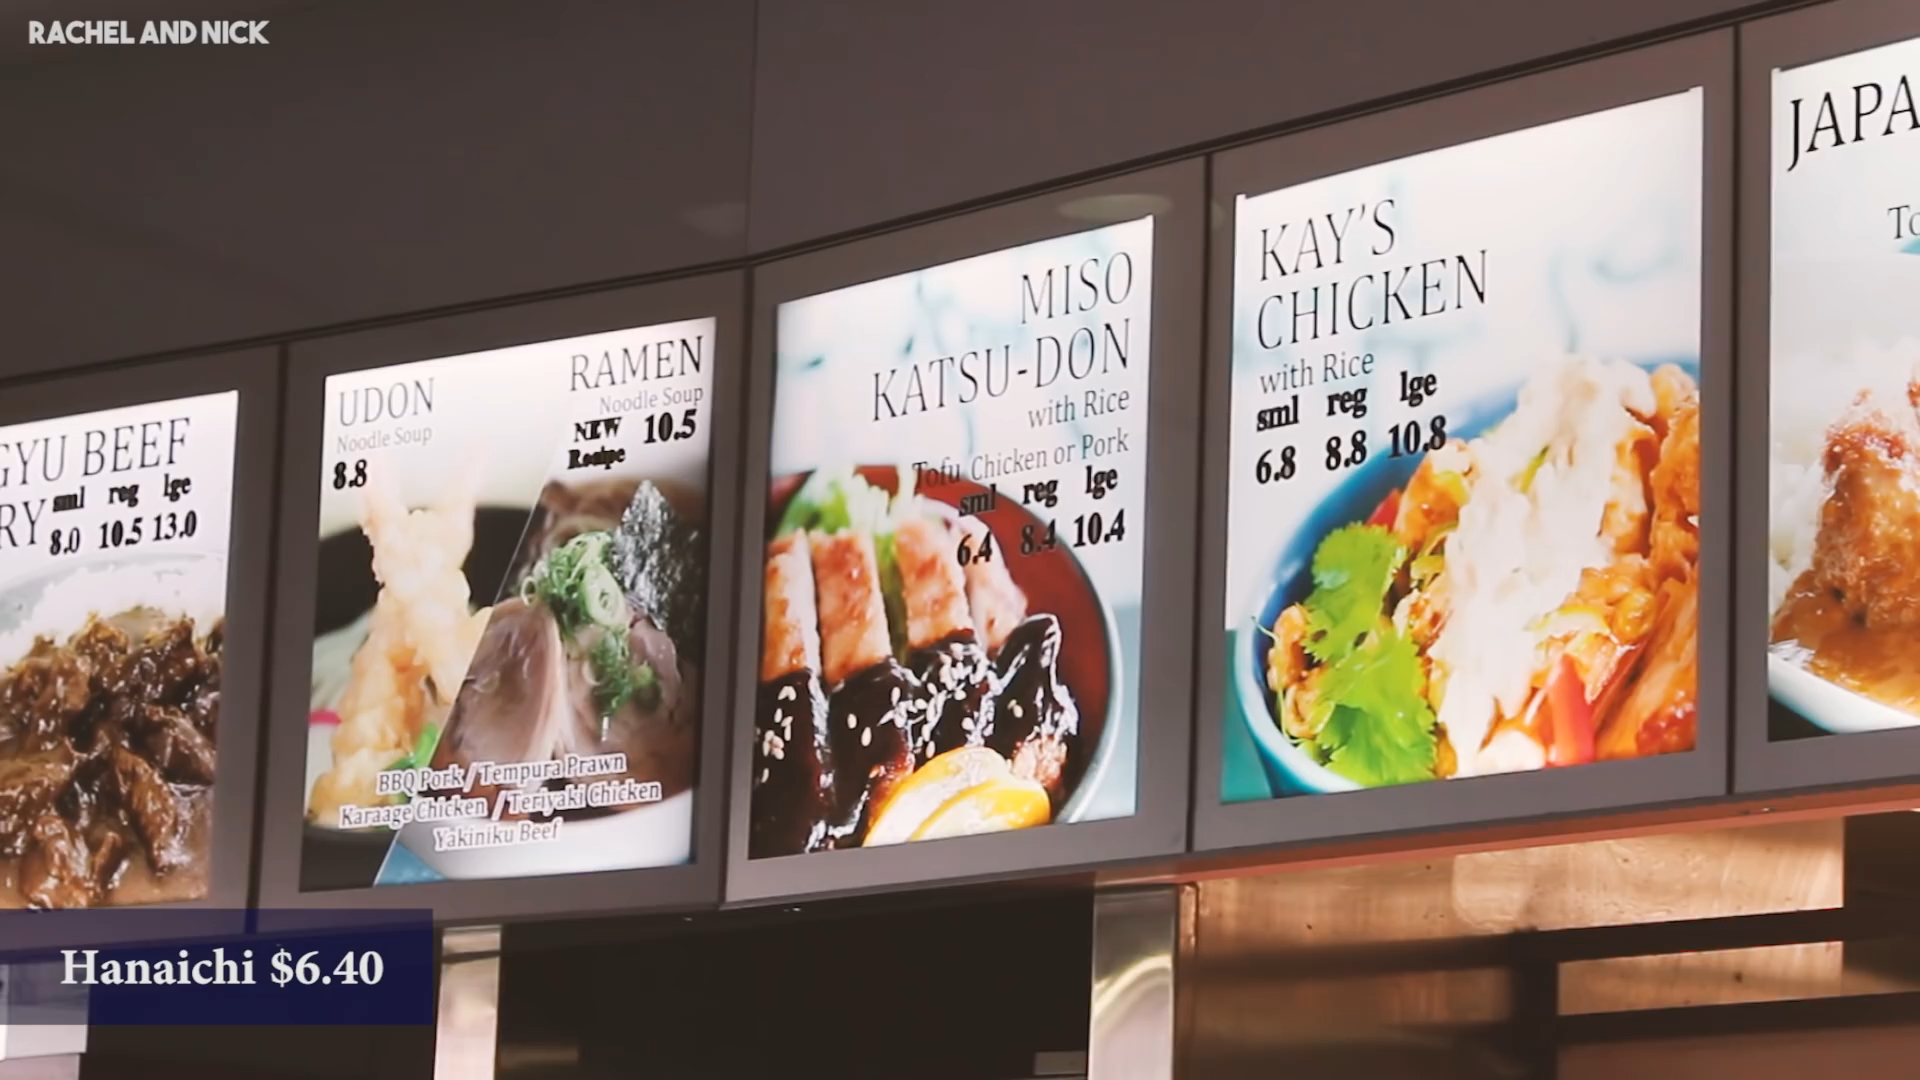 RACHEL AND NICK
GYU BEEF
RY
sml reg lge
8.0 10.5 13.0
UDON
Noodle Soup
8.8
RAMEN
Noodle Soup
NEW
Recipe
10.5
BBQ Pork / Tempura Prawn
Karaage Chicken / Teriyaki Chicken
Yakiniku Beef
MISO
KATSU-DON
with Rice
Tofu Chicken or Pork
sml reg lge
6.4 8.4 10.4
KAY'S
CHICKEN
with Rice
sml reg lge
6.8 8.8 10.8
JAPA
To
Hanaichi $6.40